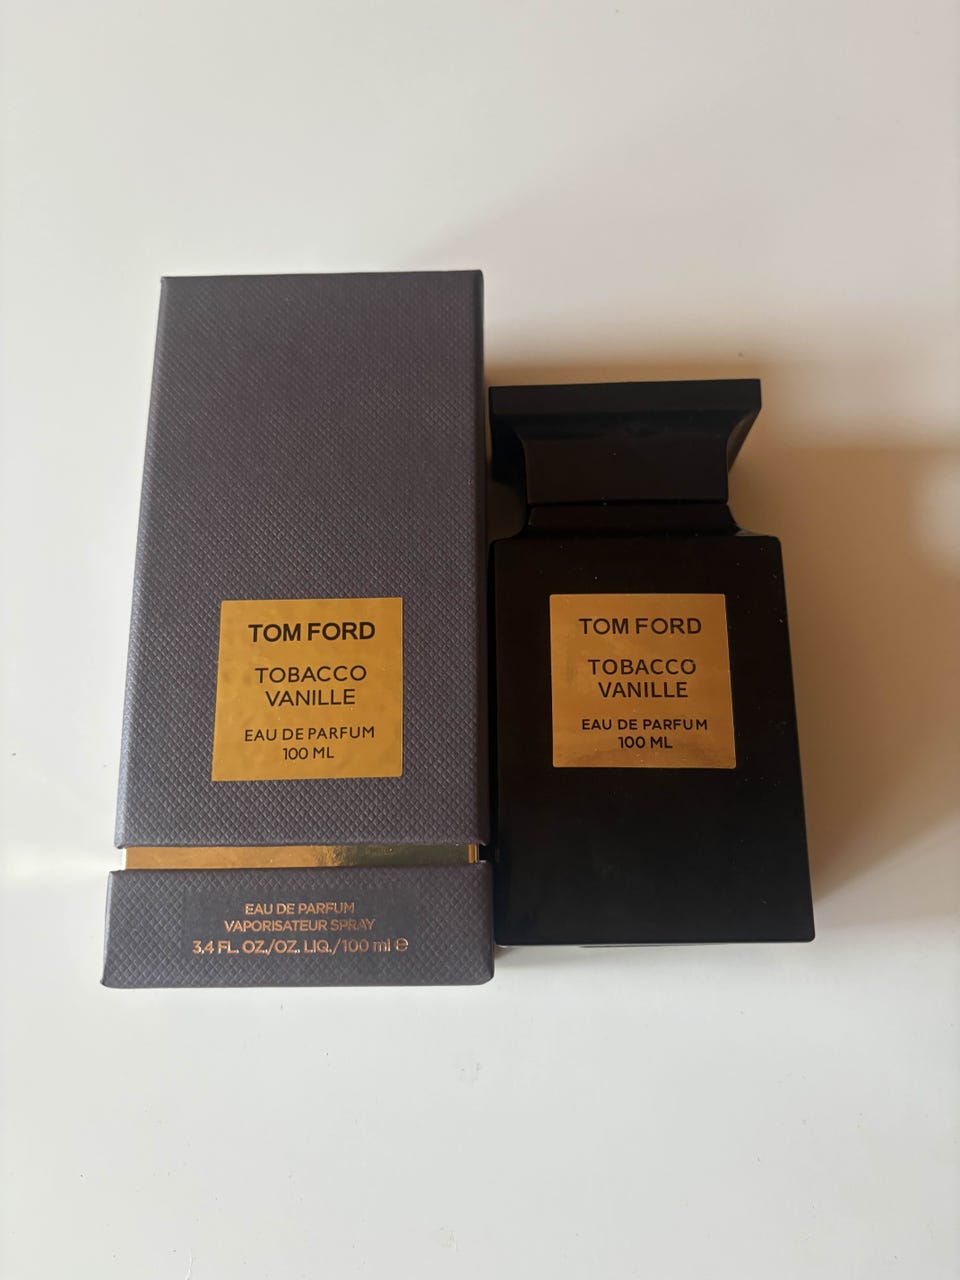 TOM FORD
TOBACCO
VANILLE
EAU DE PARFUM
100 ML
EAU DE PARFUM
VAPORISATEUR SPRAY
3.4 FL. OZ./OZ. LIQ./100 ml ℮
TOM FORD
TOBACCO
VANILLE
EAU DE PARFUM
100 ML